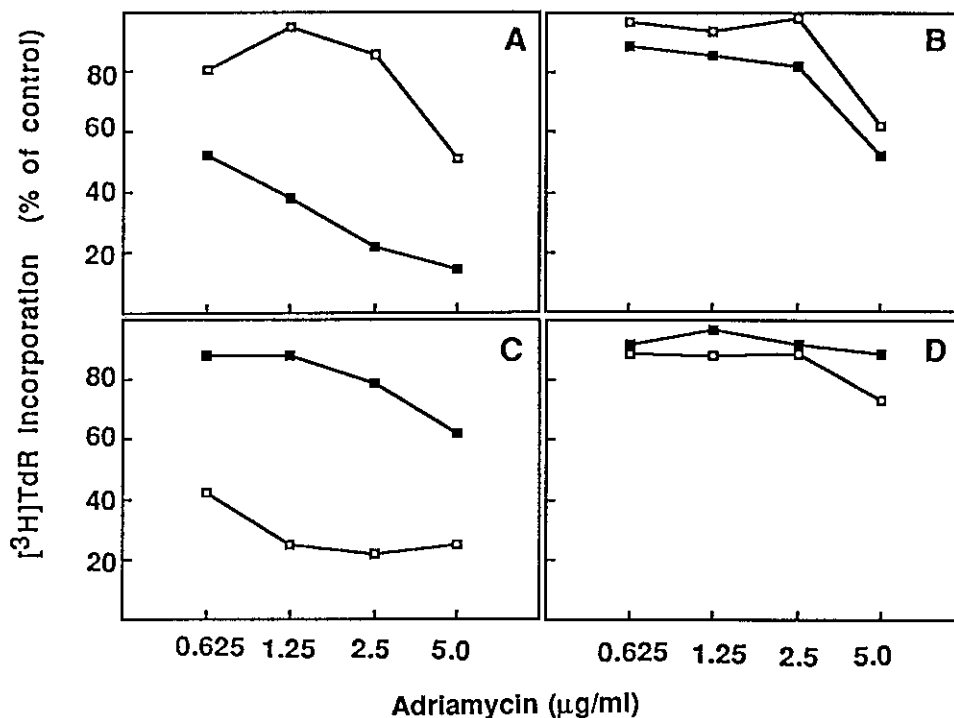 [³H]TdR Incorporation (% of control)
A
80
60
40
20
B
C
80
60
40
20
D
0.625 1.25 2.5 5.0
0.625 1.25 2.5 5.0
Adriamycin (μg/ml)